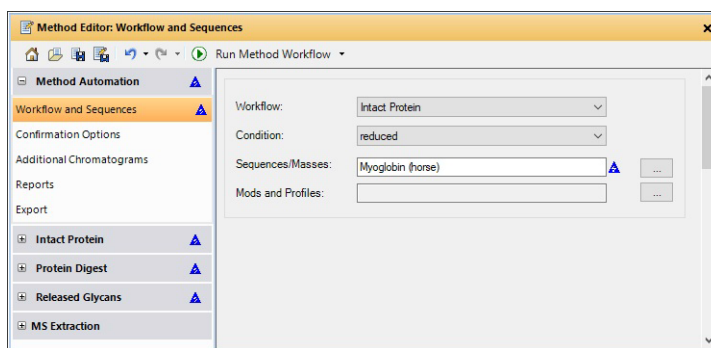 Method Editor: Workflow and Sequences
Run Method Workflow
Method Automation
Workflow and Sequences
Confirmation Options
Additional Chromatograms
Reports
Export
Intact Protein
Protein Digest
Released Glycans
MS Extraction
Workflow: Intact Protein
Condition: reduced
Sequences/Masses: Myoglobin (horse) ...
Mods and Profiles: ...